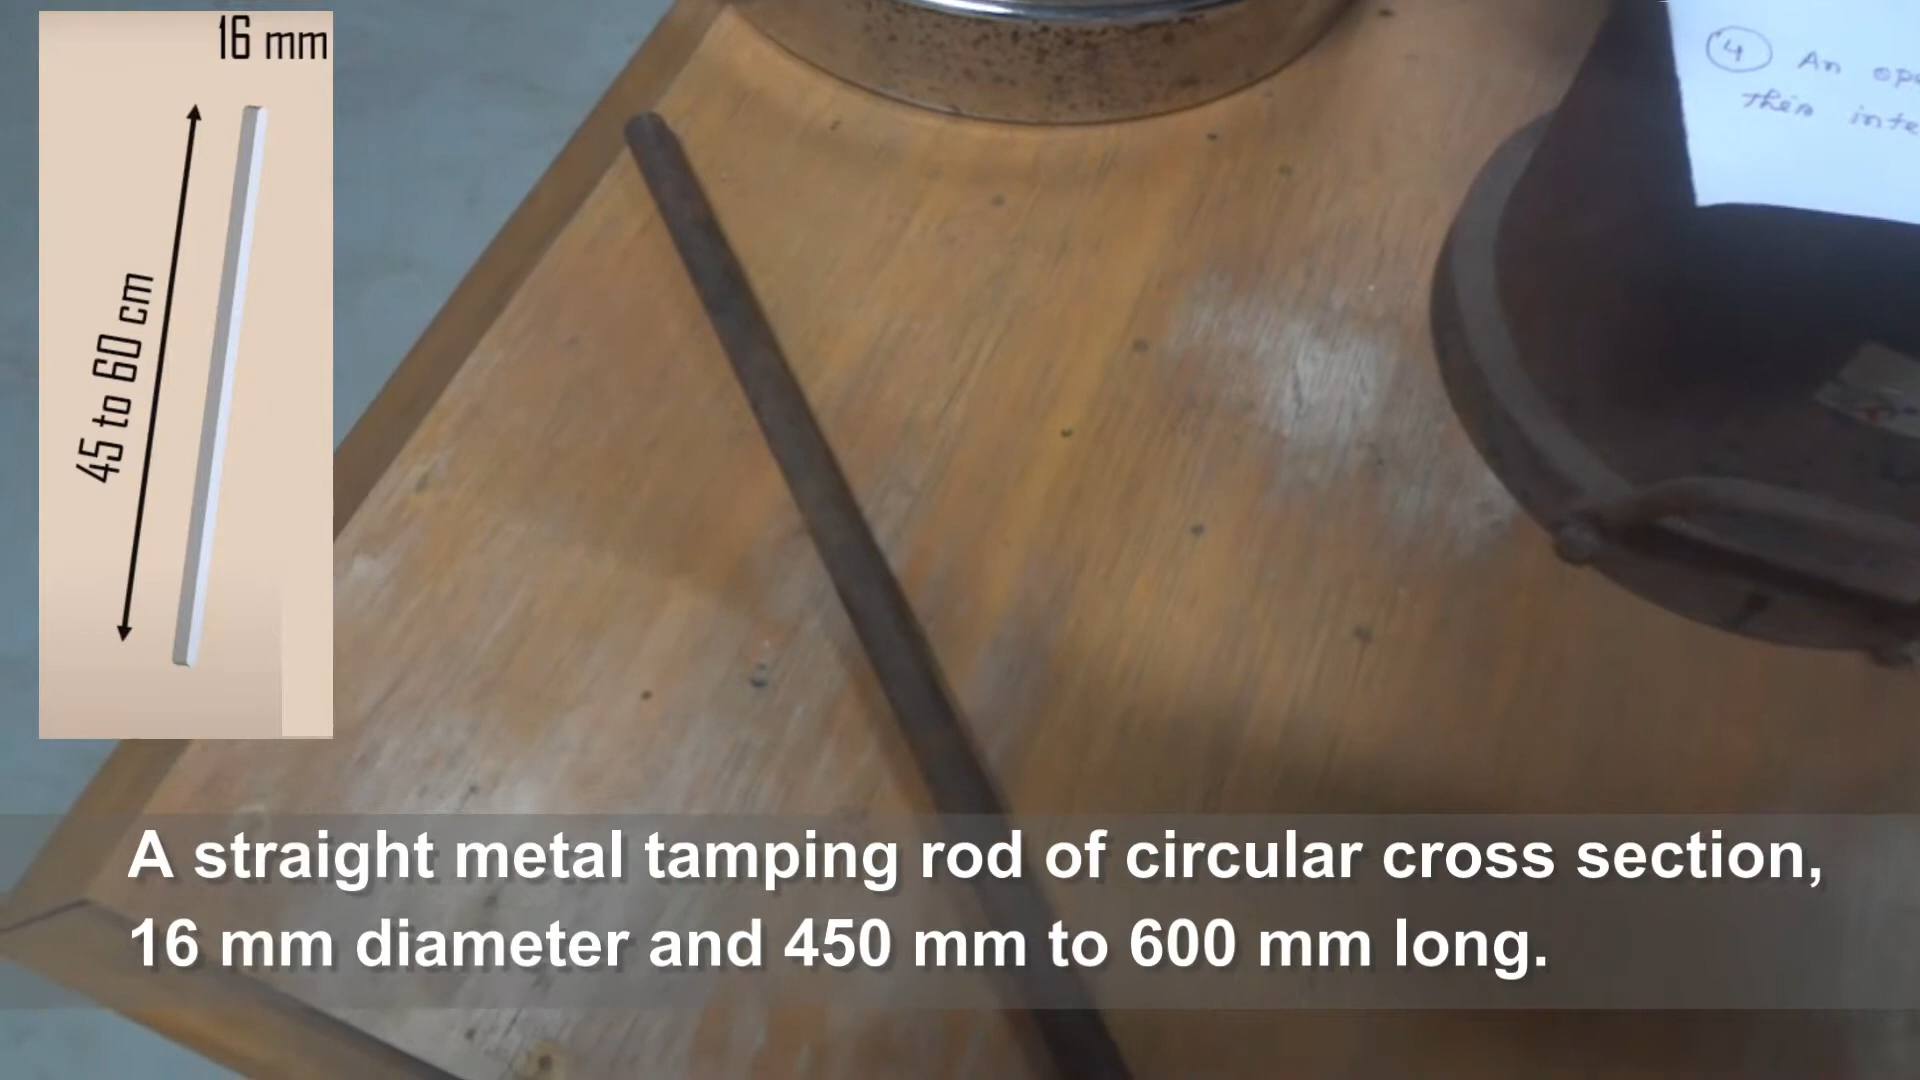 16 mm
45 to 60 cm
4 An
thin
A straight metal tamping rod of circular cross section,
16 mm diameter and 450 mm to 600 mm long.